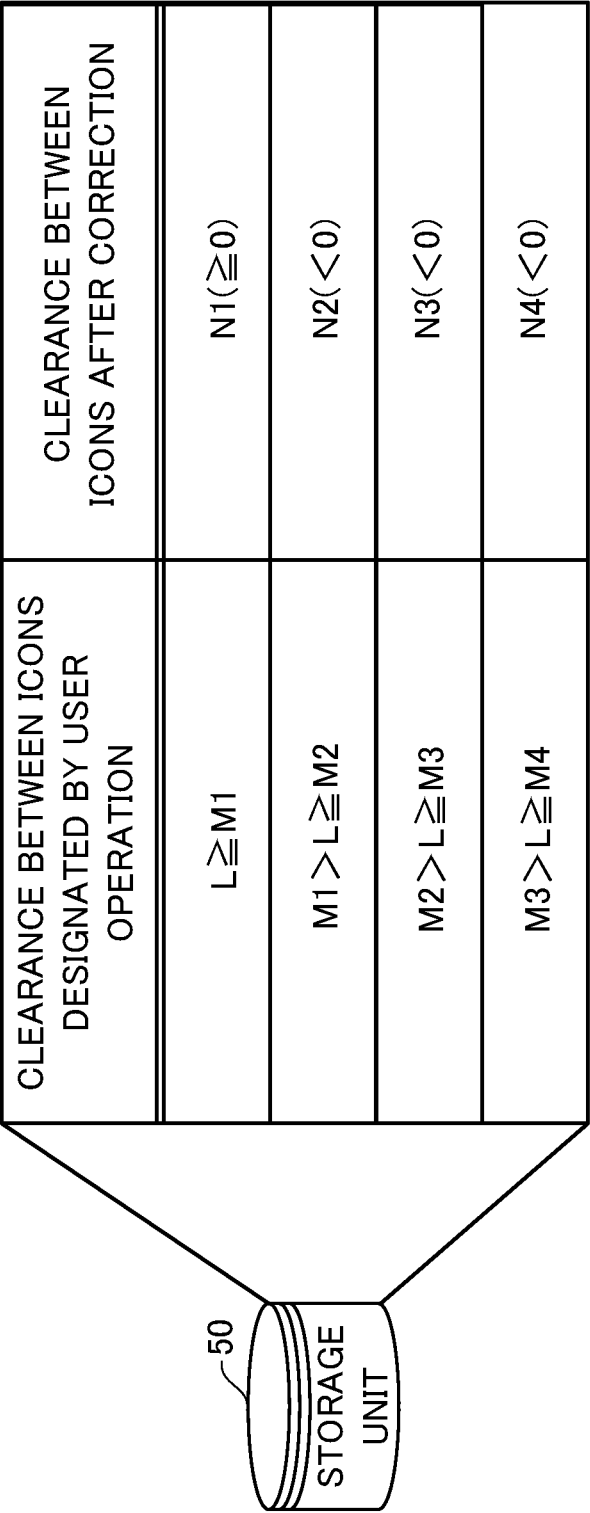 50
STORAGE
UNIT
CLEARANCE BETWEEN ICONS
DESIGNATED BY USER
OPERATION
CLEARANCE BETWEEN
ICONS AFTER CORRECTION
L≧M1
N1(≧0)
M1>L≧M2
N2(<0)
M2>L≧M3
N3(<0)
M3>L≧M4
N4(<0)